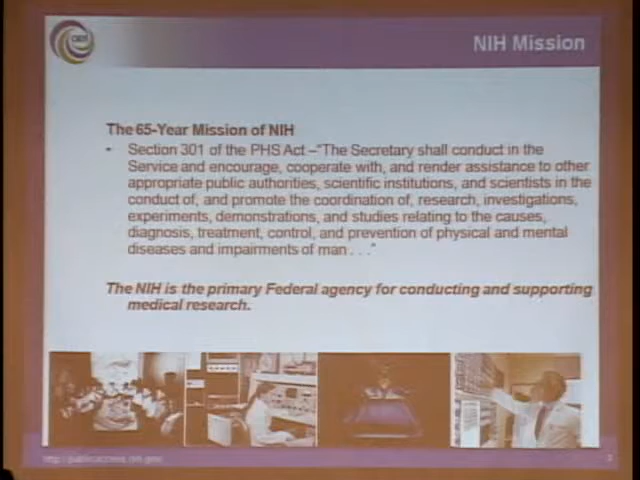 NIH Mission
The 65-Year Mission of NIH
- Section 301 of the PHS Act –"The Secretary shall conduct in the
Service and encourage, cooperate with, and render assistance to other
appropriate public authorities, scientific institutions, and scientists in the
conduct of, and promote the coordination of, research, investigations,
experiments, demonstrations, and studies relating to the causes,
diagnosis, treatment, control, and prevention of physical and mental
diseases and impairments of man . . ."
The NIH is the primary Federal agency for conducting and supporting
medical research.
http://publicaccess.nih.gov